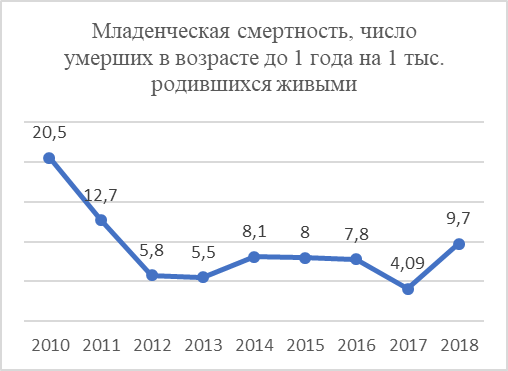 Младенческая смертность, число
умерших в возрасте до 1 года на 1 тыс.
родившихся живыми
20,5
12,7
5,8
5,5
8,1
8
7,8
4,09
9,7
2010 2011 2012 2013 2014 2015 2016 2017 2018